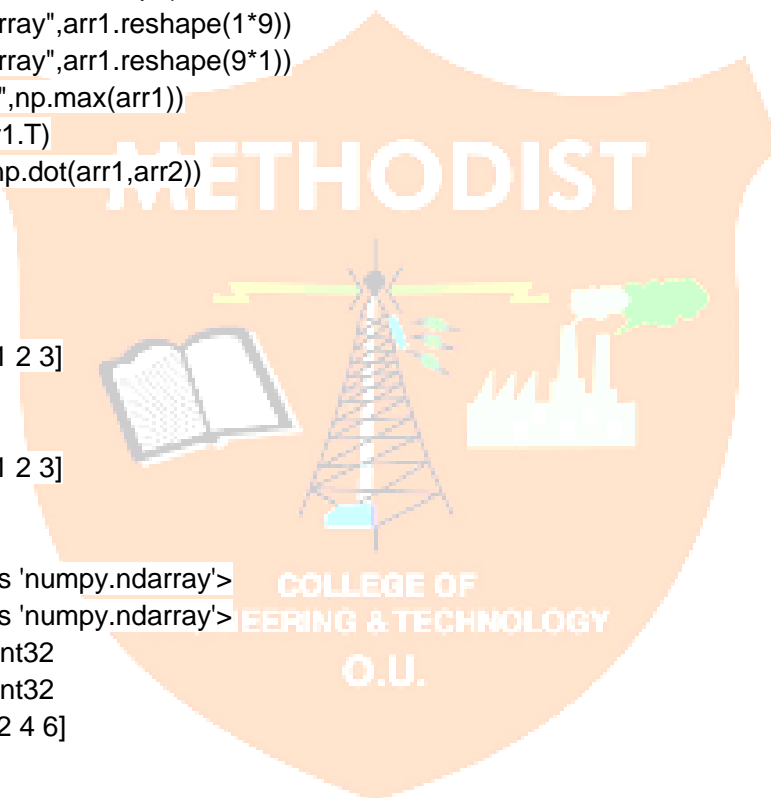 rray",arr1.reshape(1*9))
rray",arr1.reshape(9*1))
",np.max(arr1))
1.T)
np.dot(arr1,arr2))
METHODIST
1 2 3]
1 2 3]
s 'numpy.ndarray'>
COLLEGE OF
s 'numpy.ndarray'>
EERING & TECHNOLOGY
nt32
O.U.
nt32
2 4 6]